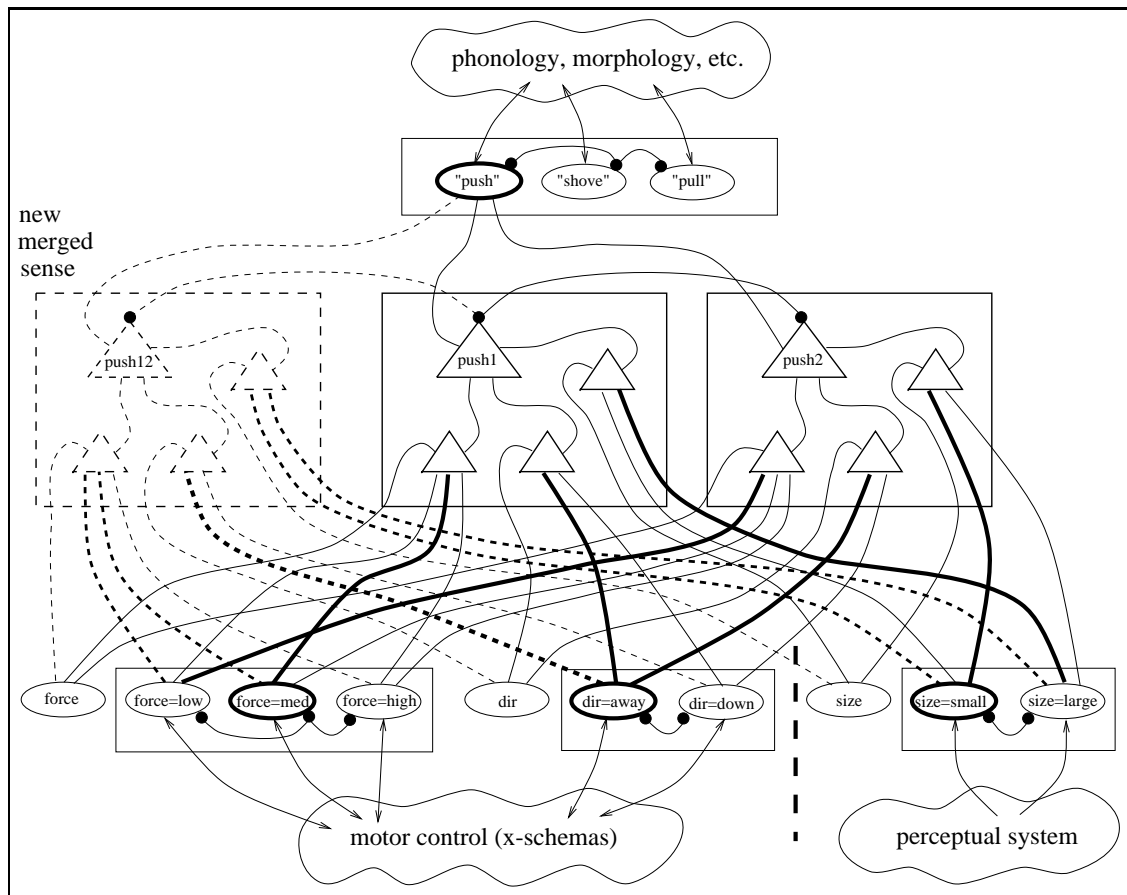 phonology, morphology, etc.
"push" "shove" "pull"
new
merged
sense
push12 push1 push2
force force=low force=med force=high dir dir=away dir=down size size=small size=large
motor control (x-schemas) perceptual system